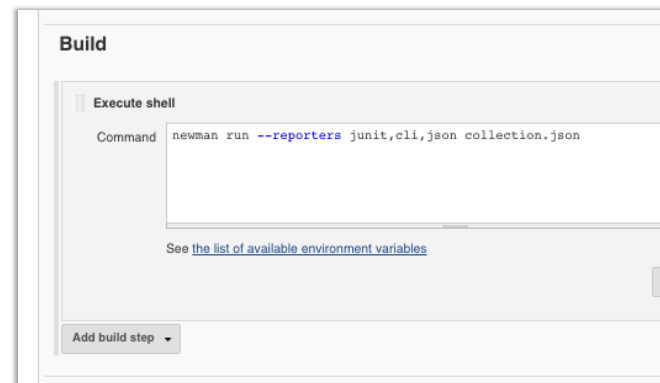 Build
Execute shell
Command newman run --reporters junit,cli,json collection.json
See the list of available environment variables
Add build step